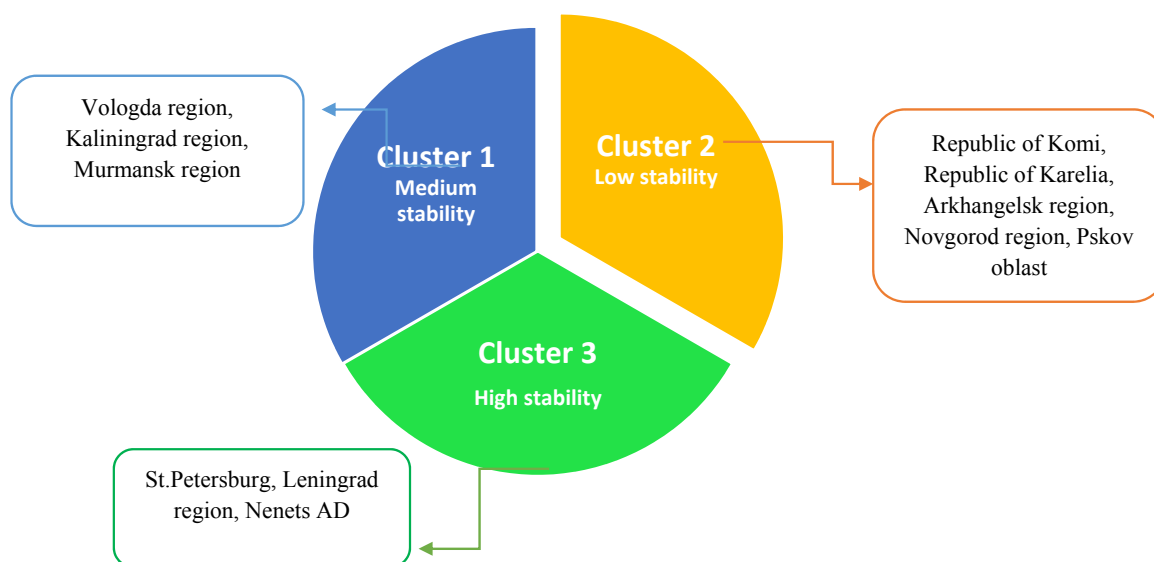 Vologda region,
Kaliningrad region,
Murmansk region
Cluster 1
Medium
stability
Cluster 2
Low stability
Republic of Komi,
Republic of Karelia,
Arkhangelsk region,
Novgorod region, Pskov
oblast
Cluster 3
High stability
St.Petersburg, Leningrad
region, Nenets AD